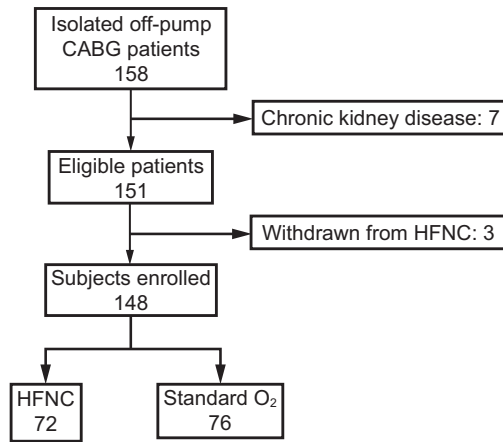 Isolated off-pump
CABG patients
158
Chronic kidney disease: 7
Eligible patients
151
Withdrawn from HFNC: 3
Subjects enrolled
148
HFNC
72
Standard O₂
76